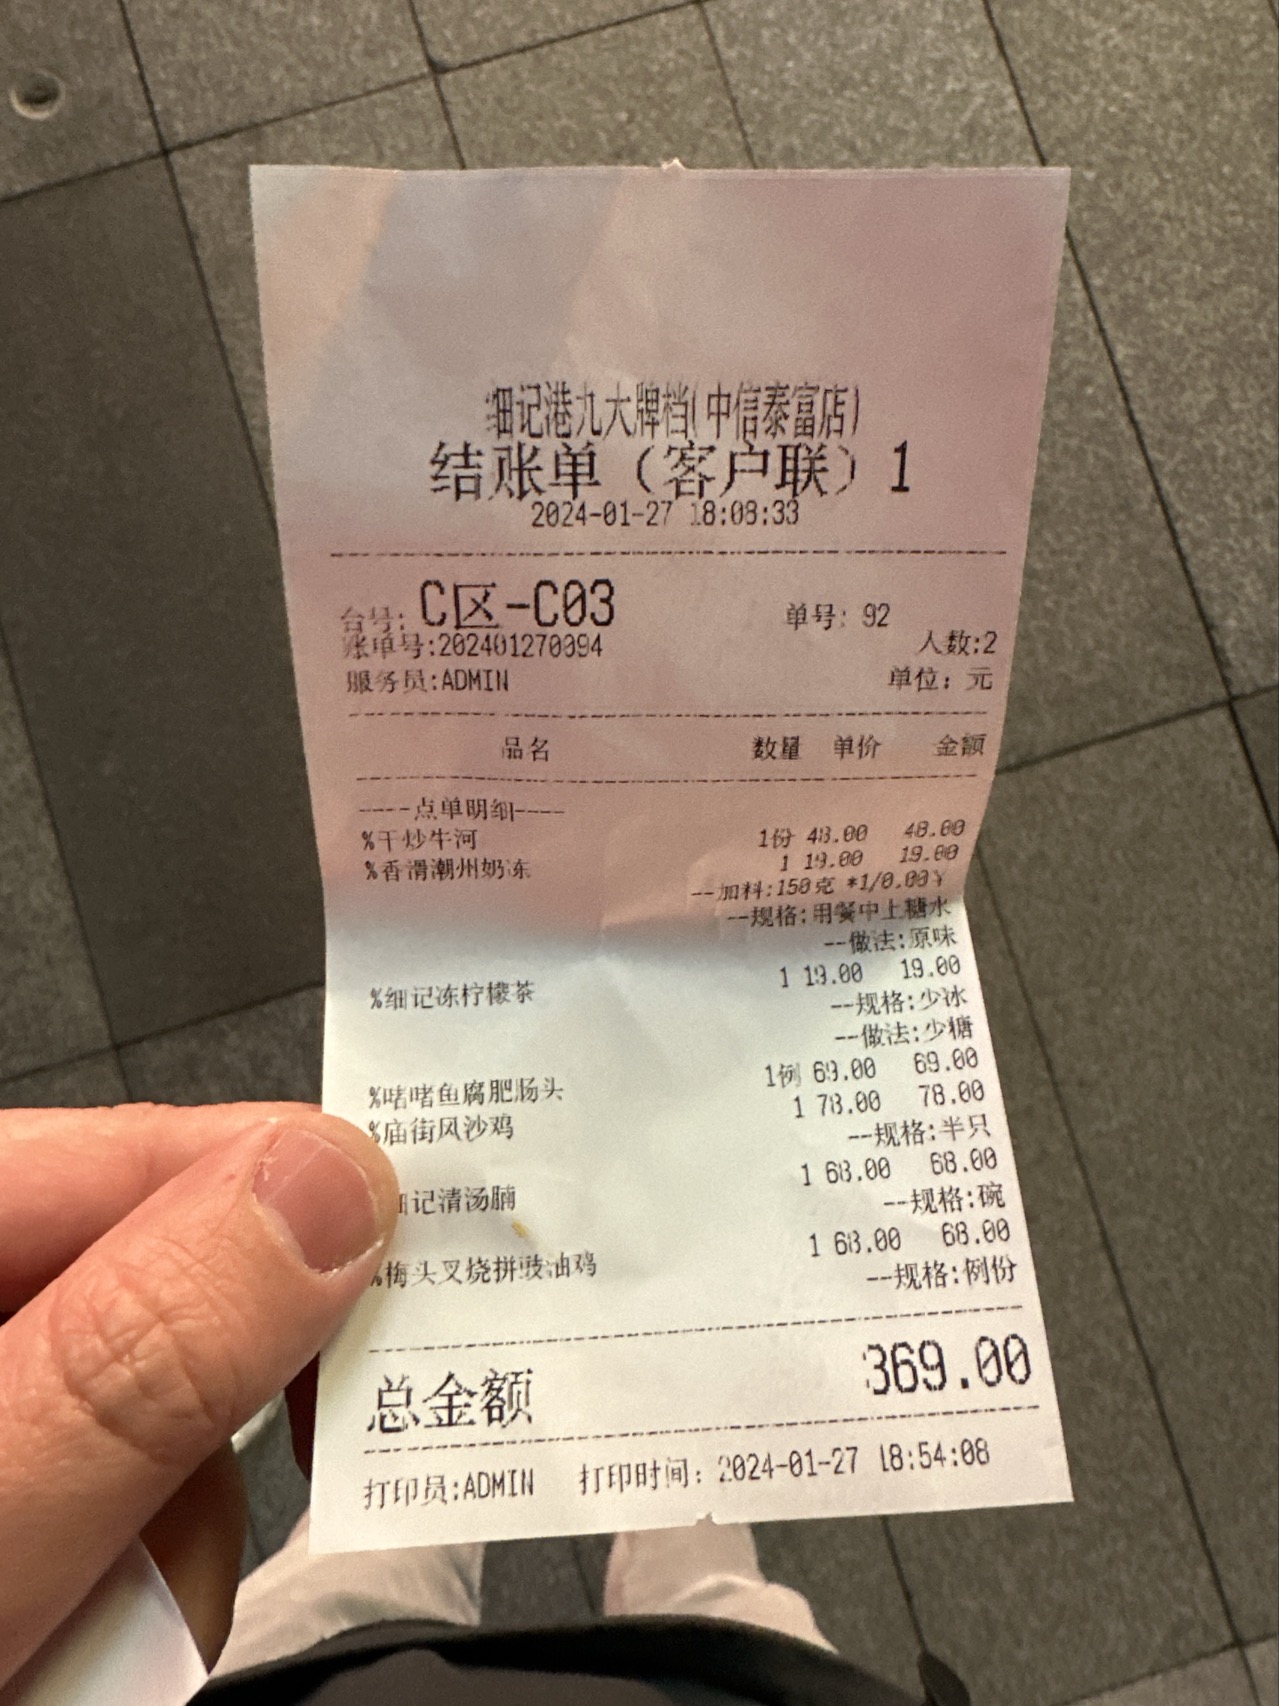 细记港九大牌档(中信泰富店)
结账单（客户联）1
2024-01-27 18:08:33
台号: C区-C03 单号: 92
账单号:202401270094 人数:2
服务员:ADMIN 单位: 元
品名 数量 单价 金额
----点单明细----
%干炒牛河 1份 48.00 48.00
%香滑潮州奶冻 1 19.00 19.00
--加料:150克 *1/0.00¥
--规格:用餐中上糖水
--做法:原味
%细记冻柠檬茶 1 19.00 19.00
--规格:少冰
--做法:少糖
%啫啫鱼腐肥肠头 1例 69.00 69.00
%庙街风沙鸡 1 78.00 78.00
--规格:半只
细记清汤腩 1 68.00 68.00
--规格:碗
%梅头叉烧拼豉油鸡 1 68.00 68.00
--规格:例份
总金额 369.00
打印员:ADMIN 打印时间: 2024-01-27 18:54:08